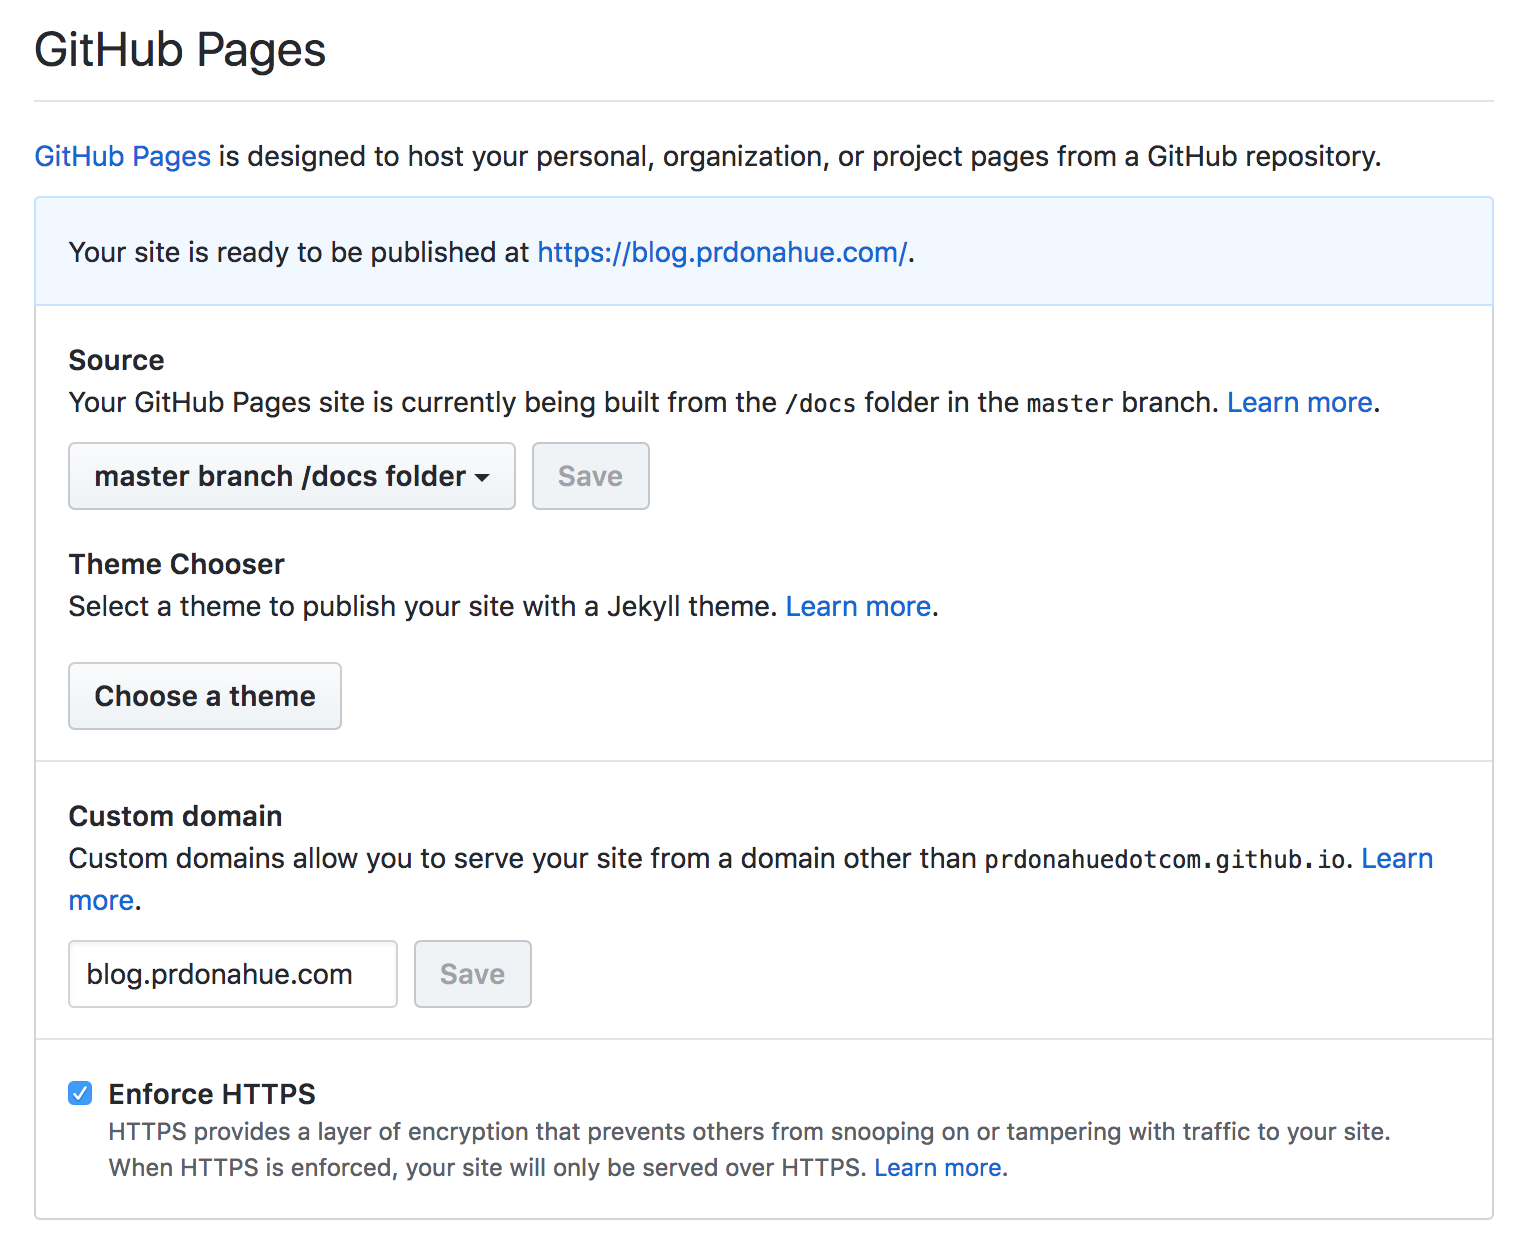 GitHub Pages
GitHub Pages is designed to host your personal, organization, or project pages from a GitHub repository.
Your site is ready to be published at https://blog.prdonahue.com/.
Source
Your GitHub Pages site is currently being built from the /docs folder in the master branch. Learn more.
master branch /docs folder Save
Theme Chooser
Select a theme to publish your site with a Jekyll theme. Learn more.
Choose a theme
Custom domain
Custom domains allow you to serve your site from a domain other than prdonahuedotcom.github.io. Learn
more.
blog.prdonahue.com Save
Enforce HTTPS
HTTPS provides a layer of encryption that prevents others from snooping on or tampering with traffic to your site.
When HTTPS is enforced, your site will only be served over HTTPS. Learn more.